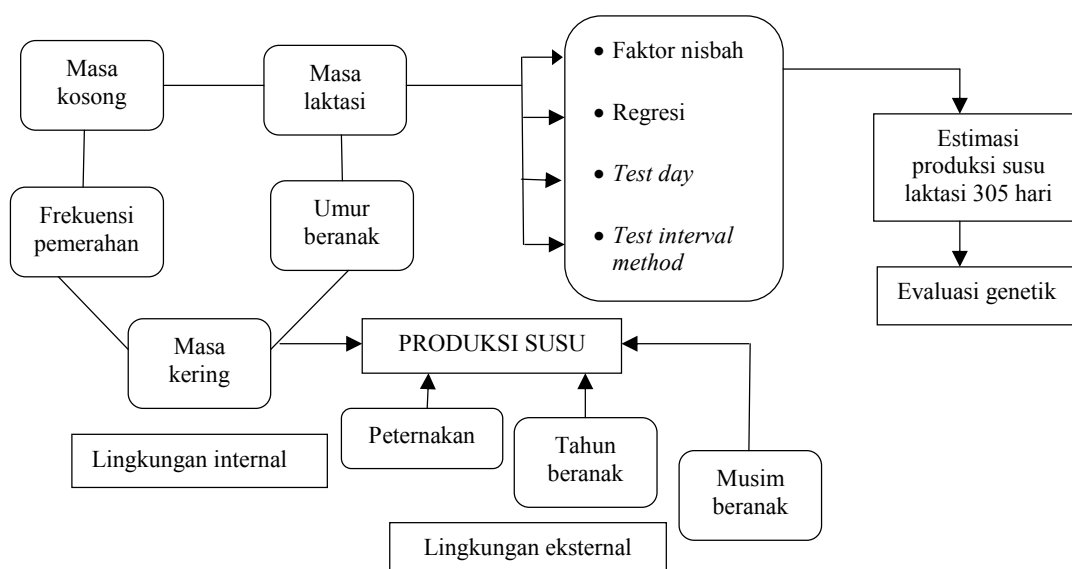 Masa
kosong
Masa
laktasi
• Faktor nisbah
• Regresi
• Test day
• Test interval
method
Estimasi
produksi susu
laktasi 305 hari
Frekuensi
pemerahan
Umur
beranak
Evaluasi genetik
Masa
kering
PRODUKSI SUSU
Peternakan
Tahun
beranak
Musim
beranak
Lingkungan internal
Lingkungan eksternal